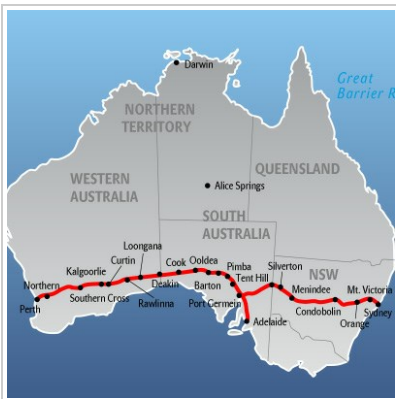 Darwin
Great
Barrier R
NORTHERN
TERRITORY
QUEENSLAND
WESTERN
AUSTRALIA
Alice Springs
SOUTH
AUSTRALIA
Loongana
Curtin
Kalgoorlie
Northern
Cook
Ooldea
Pimba
Tent Hill
Silverton
NSW
Menindee
Mt. Victoria
Perth
Southern Cross
Rawlinna
Deakin
Barton
Port Germein
Condobolin
Orange
Sydney
Adelaide